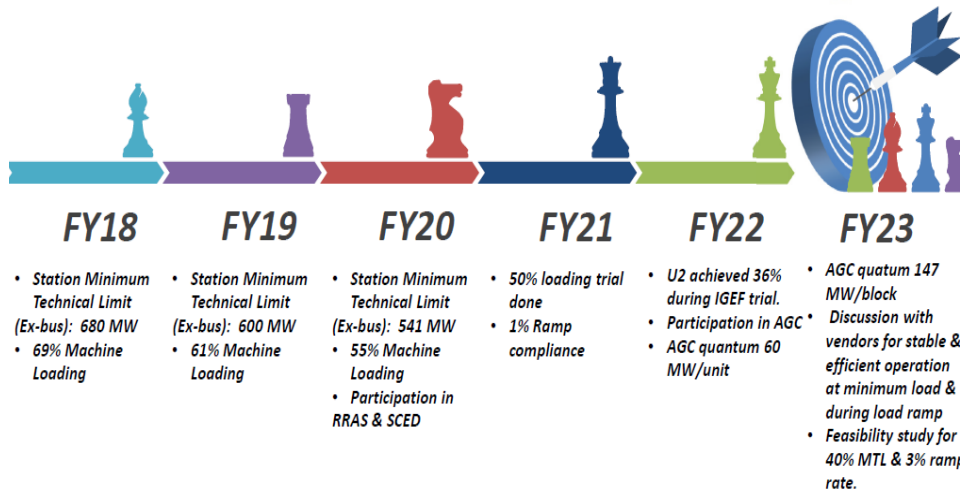 FY18
• Station Minimum
Technical Limit
(Ex-bus): 680 MW
• 69% Machine
Loading
FY19
• Station Minimum
Technical Limit
(Ex-bus): 600 MW
• 61% Machine
Loading
FY20
• Station Minimum
Technical Limit
(Ex-bus): 541 MW
• 55% Machine
Loading
• Participation in
RRAS & SCED
FY21
• 50% loading trial
done
• 1% Ramp
compliance
FY22
• U2 achieved 36%
during IGEF trial.
• Participation in AGC
• AGC quantum 60
MW/unit
FY23
• AGC quatum 147
MW/block
• Discussion with
vendors for stable &
efficient operation
at minimum load &
during load ramp
• Feasibility study for
40% MTL & 3% ramp
rate.